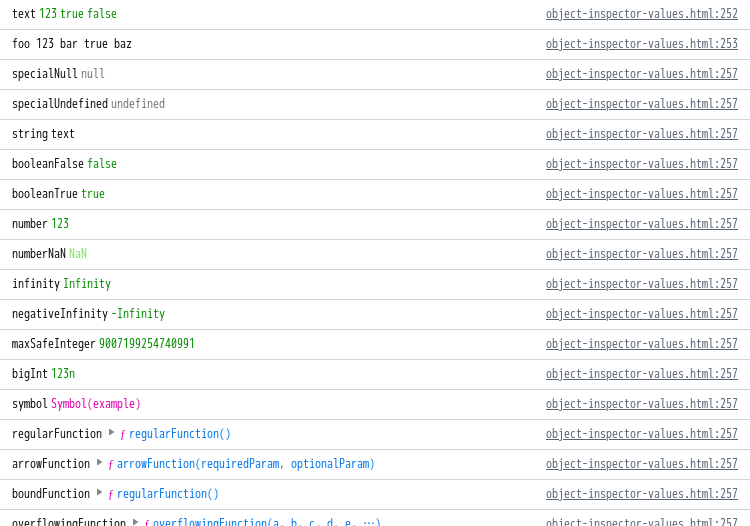 text 123 true false object-inspector-values.html:252
foo 123 bar true baz object-inspector-values.html:253
specialNull null object-inspector-values.html:257
specialUndefined undefined object-inspector-values.html:257
string text object-inspector-values.html:257
booleanFalse false object-inspector-values.html:257
booleanTrue true object-inspector-values.html:257
number 123 object-inspector-values.html:257
numberNaN NaN object-inspector-values.html:257
infinity Infinity object-inspector-values.html:257
negativeInfinity -Infinity object-inspector-values.html:257
maxSafeInteger 9007199254740991 object-inspector-values.html:257
bigInt 123n object-inspector-values.html:257
symbol Symbol(example) object-inspector-values.html:257
regularFunction ƒ regularFunction() object-inspector-values.html:257
arrowFunction ƒ arrowFunction(requiredParam, optionalParam) object-inspector-values.html:257
boundFunction ƒ regularFunction() object-inspector-values.html:257
overflowingFunction ƒ overflowingFunction(a, b, c, d, e, …) object-inspector-values.html:257